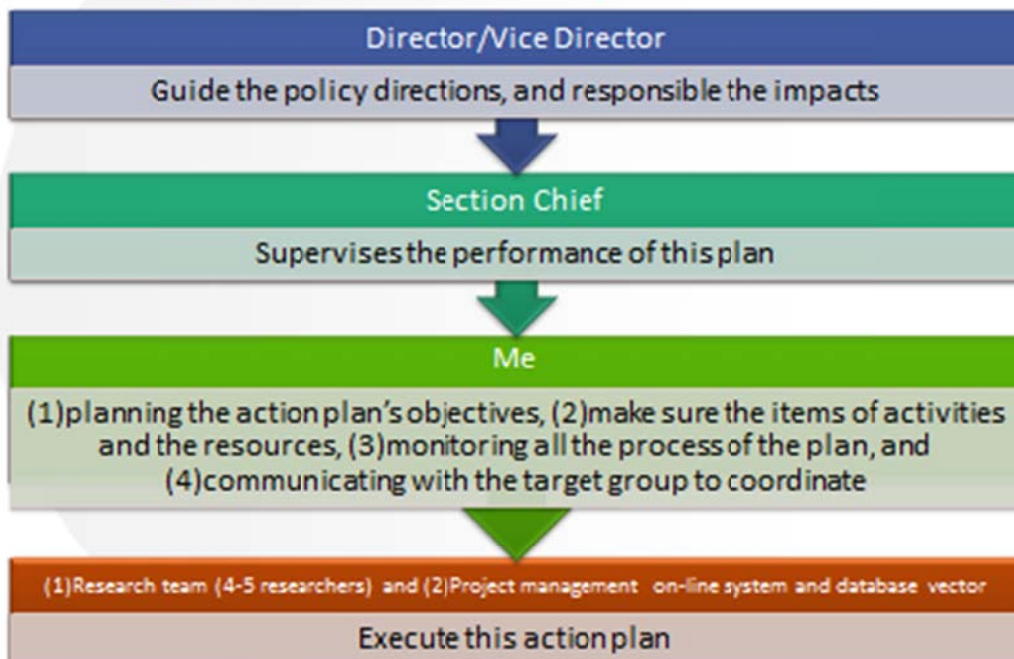 Director/Vice Director
Guide the policy directions, and responsible the impacts
Section Chief
Supervises the performance of this plan
Me
(1)planning the action plan's objectives, (2)make sure the items of activities
and the resources, (3)monitoring all the process of the plan, and
(4)communicating with the target group to coordinate
(1)Research team (4-5 researchers) and (2)Project management on-line system and database vector
Execute this action plan